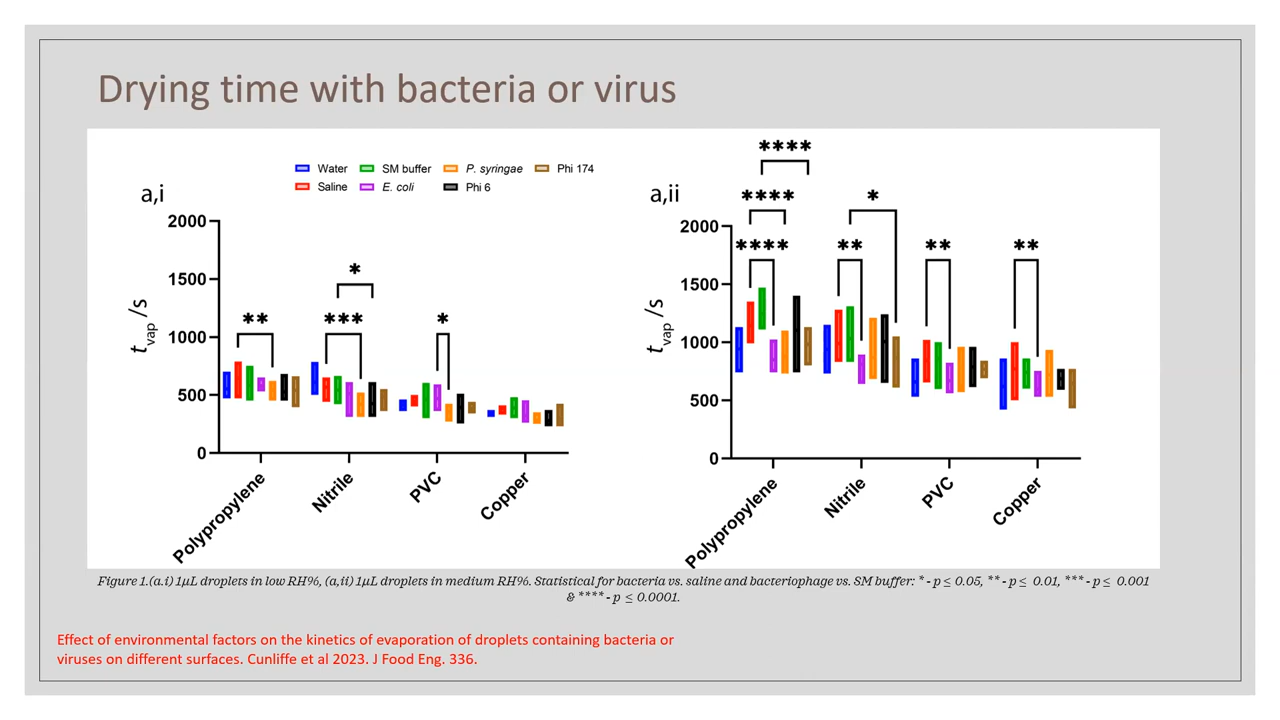 Drying time with bacteria or virus
Water SM buffer P. syringae Phi 174
Saline E. coli Phi 6
a,i
2000
1500
1000
500
0
tvap /s
** *** * *
Polypropylene Nitrile PVC Copper
a,ii
2000
1500
1000
500
0
tvap /s
****
**** *
**** ** ** **
Polypropylene Nitrile PVC Copper
Figure 1.(a.i) 1μL droplets in low RH%, (a,ii) 1μL droplets in medium RH%. Statistical for bacteria vs. saline and bacteriophage vs. SM buffer: * - p ≤ 0.05, ** - p ≤ 0.01, *** - p ≤ 0.001
& **** - p ≤ 0.0001.
Effect of environmental factors on the kinetics of evaporation of droplets containing bacteria or
viruses on different surfaces. Cunliffe et al 2023. J Food Eng. 336.